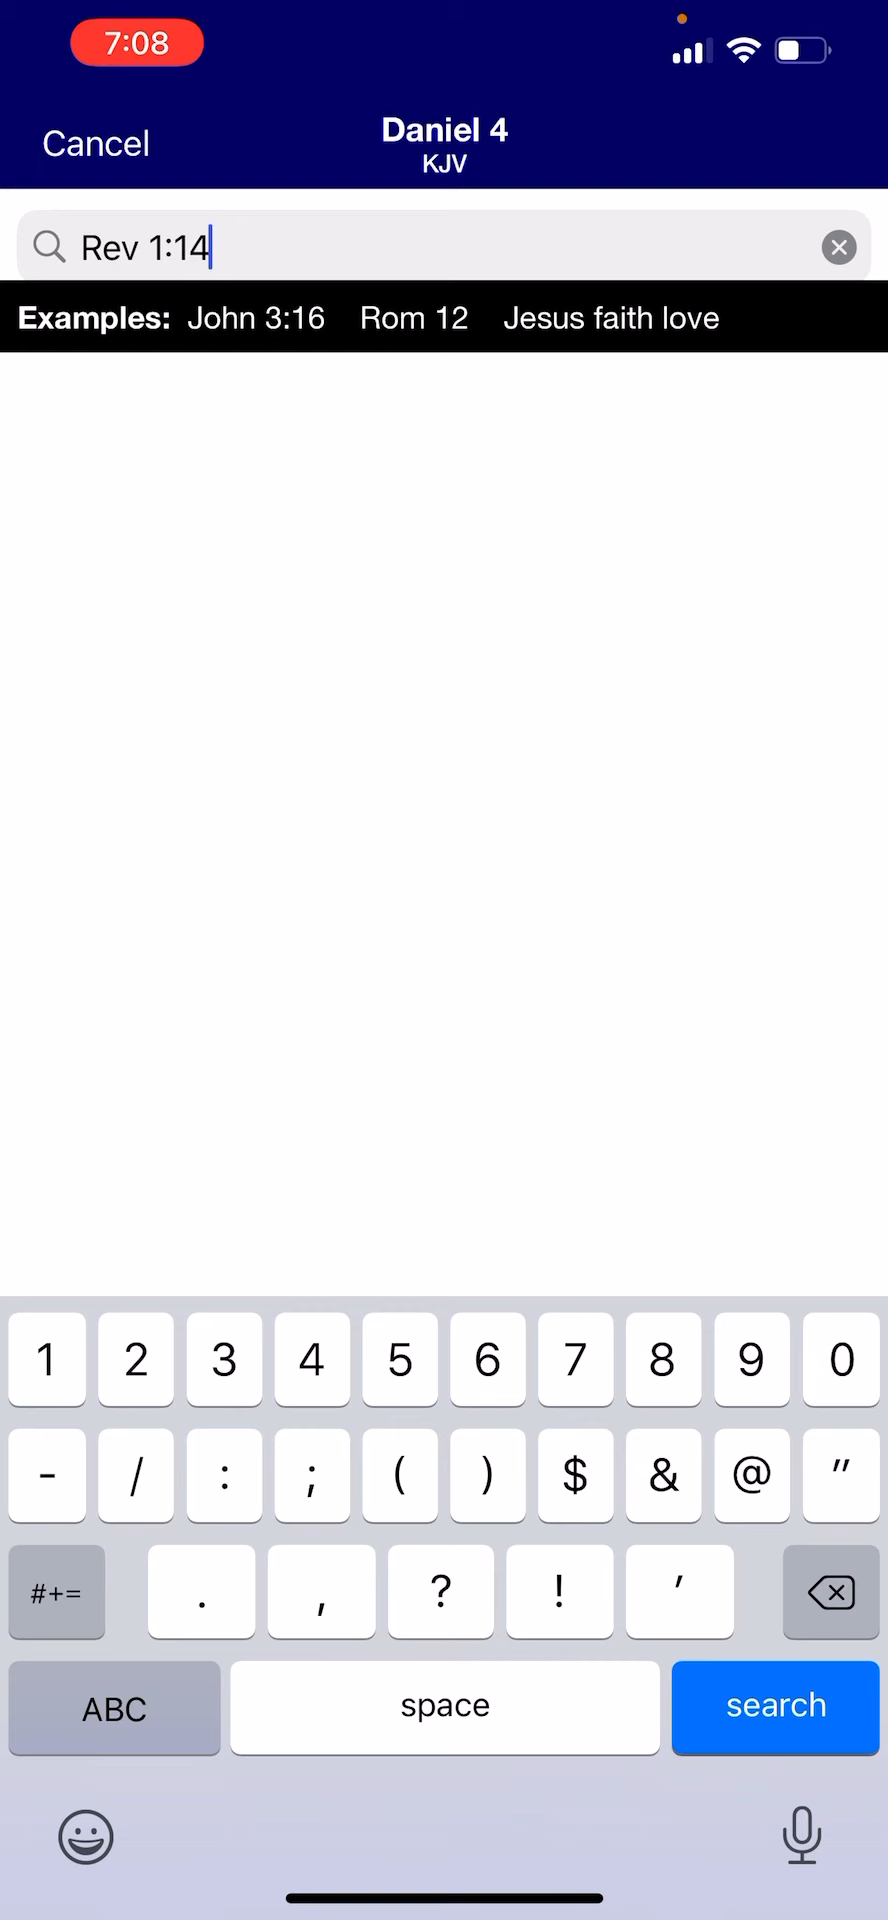 7:08
Cancel
Daniel 4
KJV
Rev 1:14
Examples: John 3:16 Rom 12 Jesus faith love
1 2 3 4 5 6 7 8 9 0
- / : ; ( ) $ & @ "
#+= . , ? ! '
ABC space search